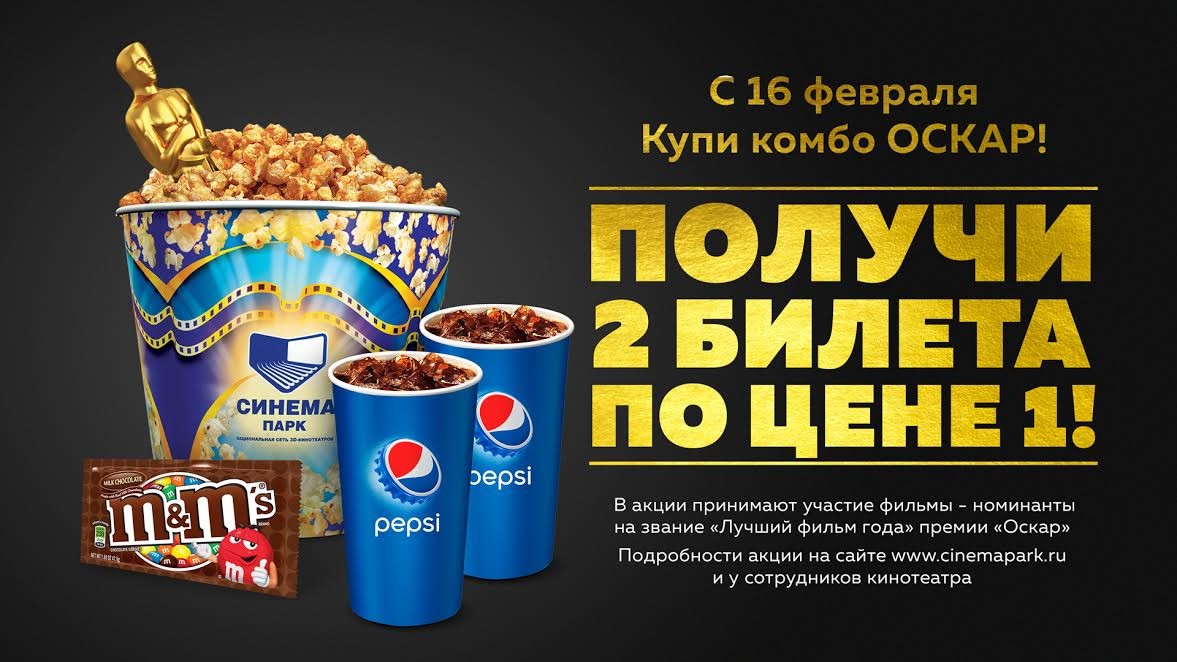 С 16 февраля
Купи комбо ОСКАР!
ПОЛУЧИ
2 БИЛЕТА
ПО ЦЕНЕ 1!
В акции принимают участие фильмы - номинанты
на звание «Лучший фильм года» премии «Оскар»
Подробности акции на сайте www.cinemapark.ru
и у сотрудников кинотеатра
СИНЕМА
ПАРК
НАЦИОНАЛЬНАЯ СЕТЬ 3D-КИНОТЕАТРОВ
pepsi
pepsi
MILK CHOCOLATE
m&m's